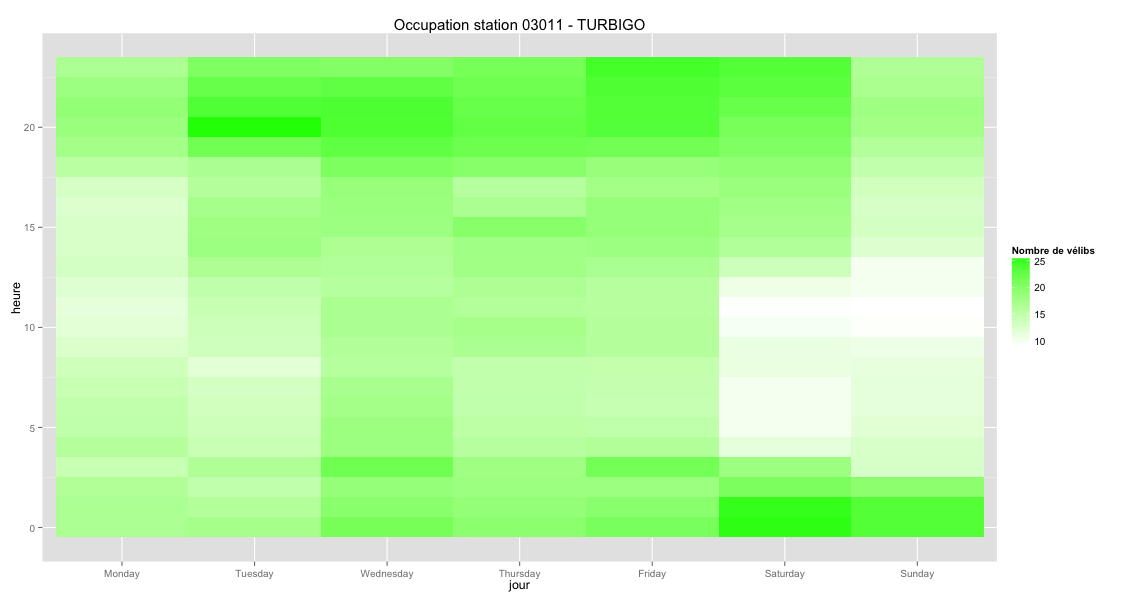 Occupation station 03011 - TURBIGO
heure
20
15
10
5
0
Monday Tuesday Wednesday Thursday Friday Saturday Sunday
jour
Nombre de vélibs
25
20
15
10